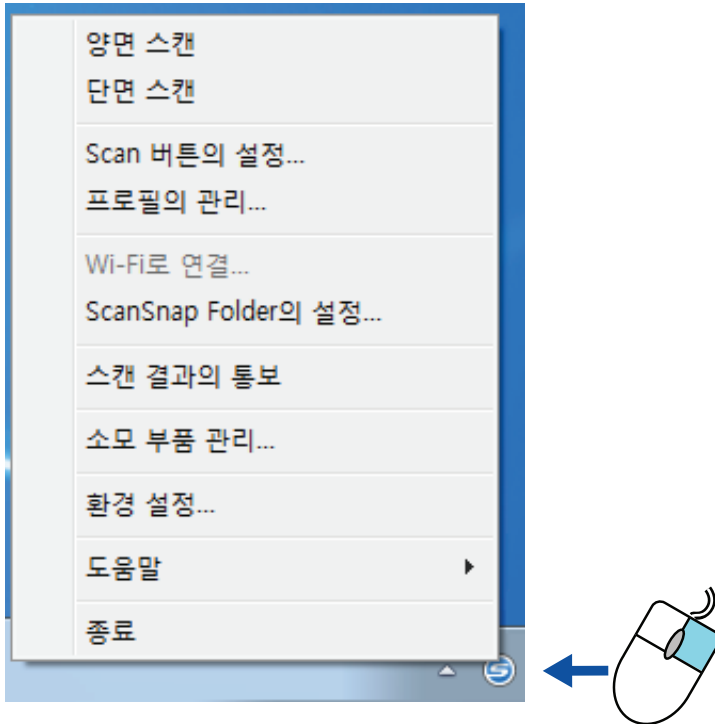 양면 스캔
단면 스캔
Scan 버튼의 설정...
프로필의 관리...
Wi-Fi로 연결...
ScanSnap Folder의 설정...
스캔 결과의 통보
소모 부품 관리...
환경 설정...
도움말
종료